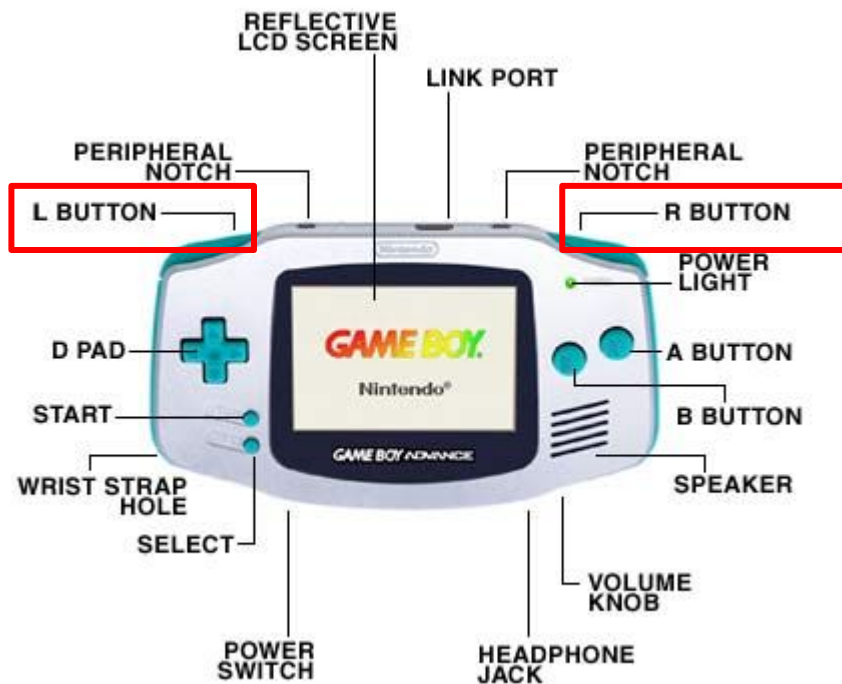 REFLECTIVE
LCD SCREEN
LINK PORT
PERIPHERAL
NOTCH
PERIPHERAL
NOTCH
L BUTTON
R BUTTON
Nintendo
POWER
LIGHT
GAME BOY.
Nintendo®
D PAD
A BUTTON
START
B BUTTON
GAME BOY ADVANCE
WRIST STRAP
HOLE
SPEAKER
SELECT
VOLUME
KNOB
POWER
SWITCH
HEADPHONE
JACK